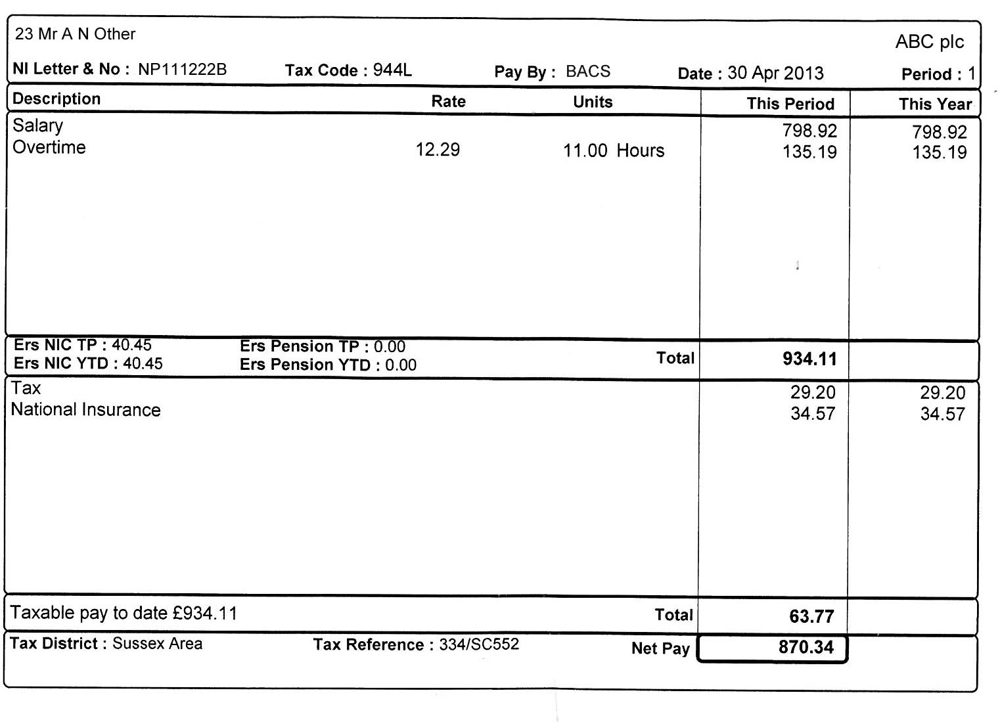 23 Mr A N Other
ABC plc
NI Letter & No : NP111222B Tax Code : 944L Pay By : BACS Date : 30 Apr 2013 Period : 1
Description Rate Units This Period This Year
Salary 798.92 798.92
Overtime 12.29 11.00 Hours 135.19 135.19
Ers NIC TP : 40.45 Ers Pension TP : 0.00
Total 934.11
Ers NIC YTD : 40.45 Ers Pension YTD : 0.00
Tax 29.20 29.20
National Insurance 34.57 34.57
Taxable pay to date £934.11 Total 63.77
Tax District : Sussex Area Tax Reference : 334/SC552 Net Pay 870.34